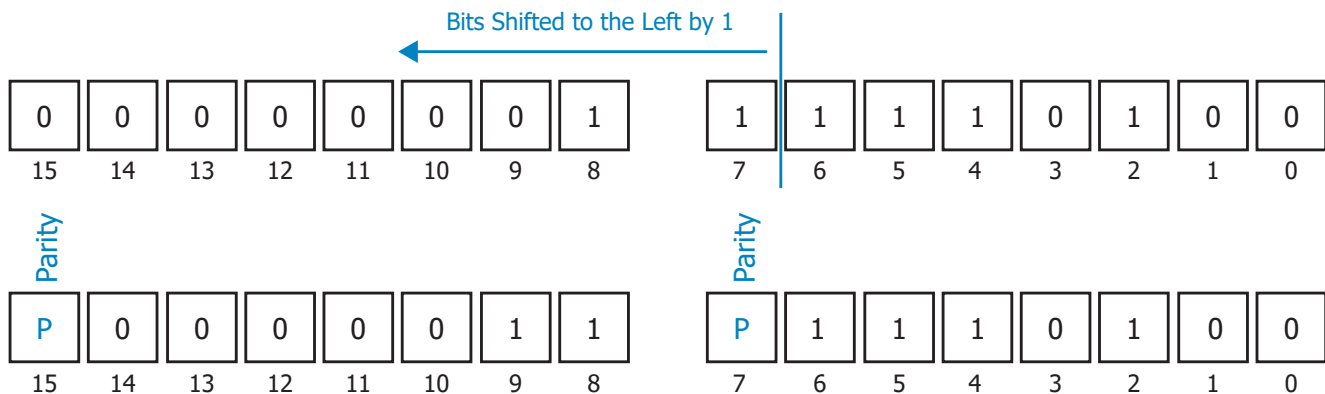 Bits Shifted to the Left by 1
0 0 0 0 0 0 0 1 1 1 1 1 0 1 0 0
15 14 13 12 11 10 9 8 7 6 5 4 3 2 1 0
Parity Parity
P 0 0 0 0 0 1 1 P 1 1 1 0 1 0 0
15 14 13 12 11 10 9 8 7 6 5 4 3 2 1 0